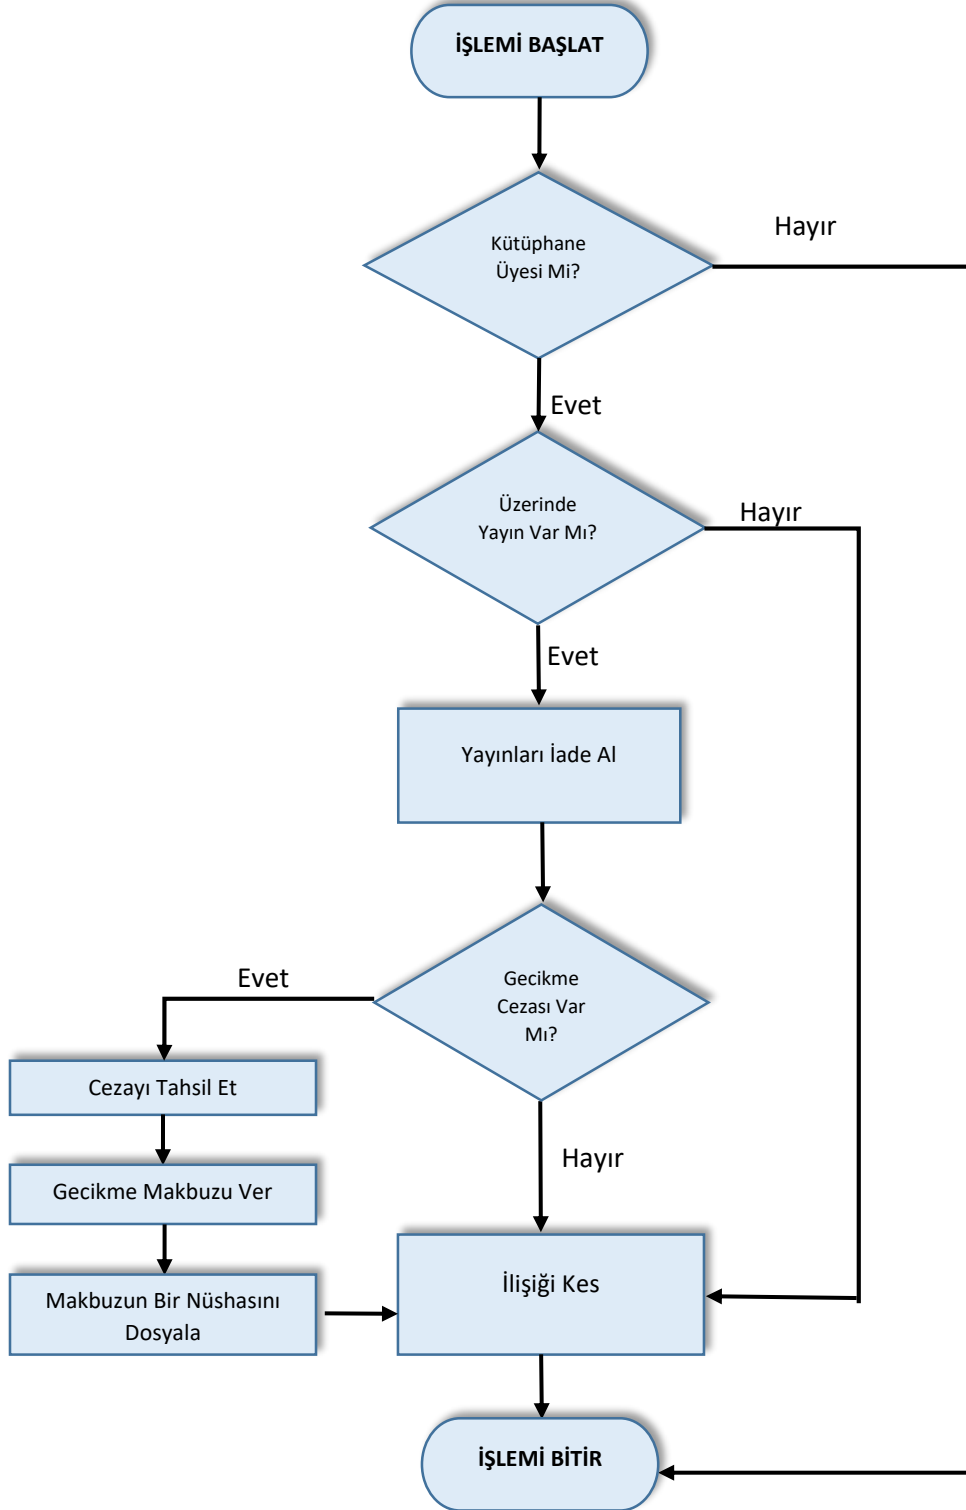 İŞLEMİ BAŞLAT
Kütüphane
Üyesi Mi?
Hayır
Evet
Üzerinde
Yayın Var Mı?
Hayır
Evet
Yayınları İade Al
Gecikme
Cezası Var
Mı?
Evet
Cezayı Tahsil Et
Hayır
Gecikme Makbuzu Ver
Makbuzun Bir Nüshasını
Dosyala
İlişiği Kes
İŞLEMİ BİTİR